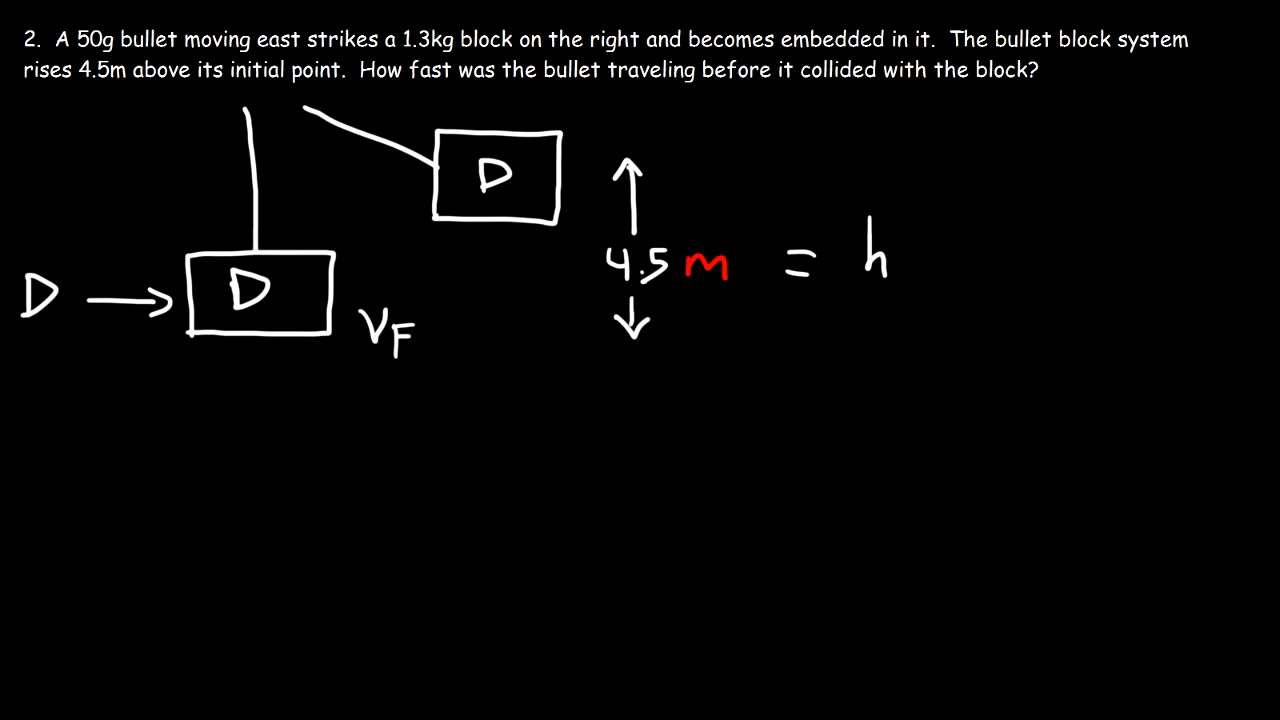 2. A 50g bullet moving east strikes a 1.3kg block on the right and becomes embedded in it. The bullet block system
rises 4.5m above its initial point. How fast was the bullet traveling before it collided with the block?
4.5 m = h
VF